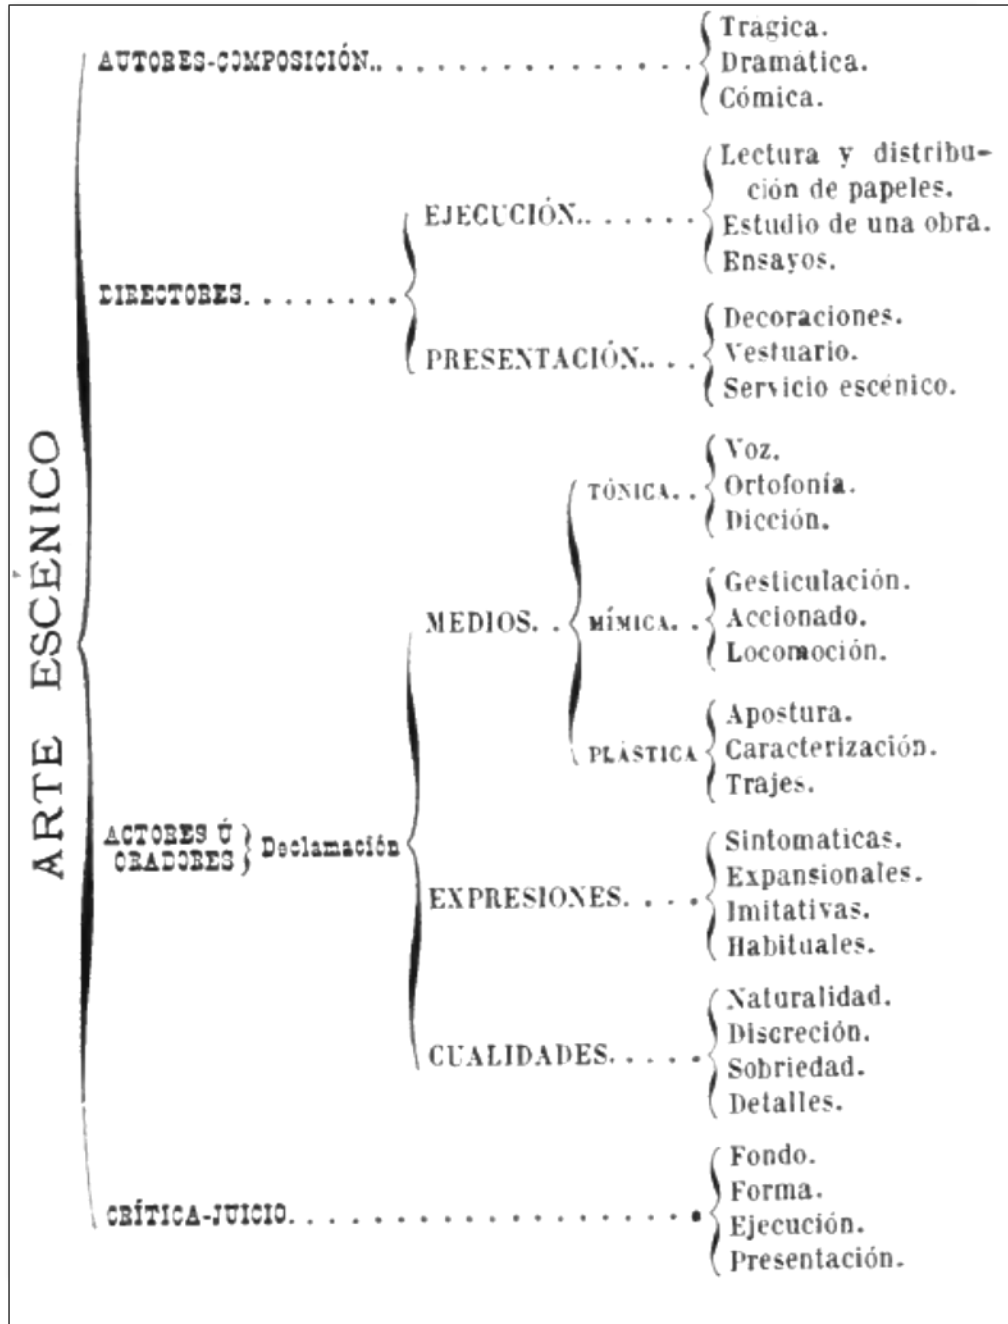 ARTE ESCÉNICO
AUTORES-COMPOSICIÓN.. . . . . . . . . . . . . . .
Trágica.
Dramática.
Cómica.
DIRECTORES. . . . . . . .
EJECUCIÓN.. . . . . .
Lectura y distribu-
ción de papeles.
Estudio de una obra.
Ensayos.
PRESENTACIÓN.. . .
Decoraciones.
Vestuario.
Servicio escénico.
ACTORES Ú
ORADORES
Declamación
MEDIOS. . .
TÓNICA. . .
Voz.
Ortofonía.
Dicción.
MÍMICA. . .
Gesticulación.
Accionado.
Locomoción.
PLÁSTICA
Apostura.
Caracterización.
Trajes.
EXPRESIONES. . . .
Sintomaticas.
Expansionales.
Imitativas.
Habituales.
CUALIDADES. . . . .
Naturalidad.
Discreción.
Sobriedad.
Detalles.
CRÍTICA-JUICIO. . . . . . . . . . . . . . . . . .
Fondo.
Forma.
Ejecución.
Presentación.